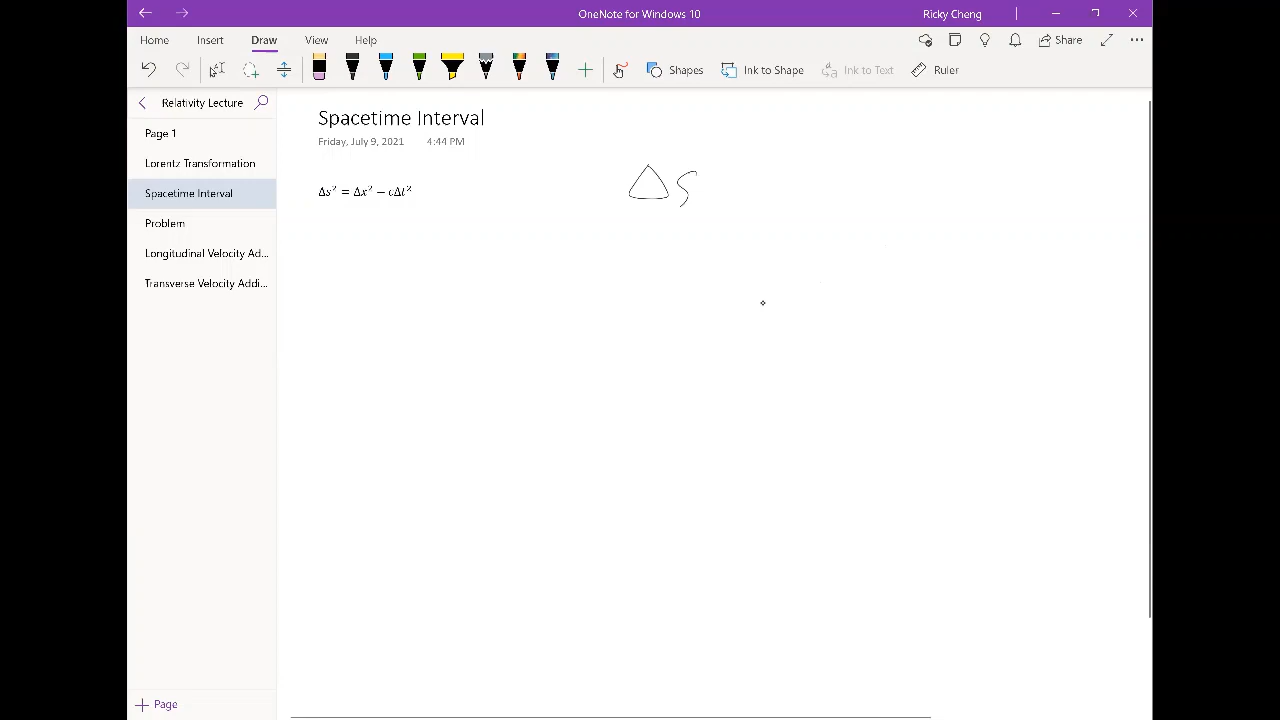 OneNote for Windows 10
Ricky Cheng
Home Insert Draw View Help
Share
Shapes Ink to Shape Ink to Text Ruler
Relativity Lecture
Page 1
Lorentz Transformation
Spacetime Interval
Problem
Longitudinal Velocity Ad...
Transverse Velocity Addi...
Page
Spacetime Interval
Friday, July 9, 2021 4:44 PM
Δs² = Δx² − cΔt²
ΔS